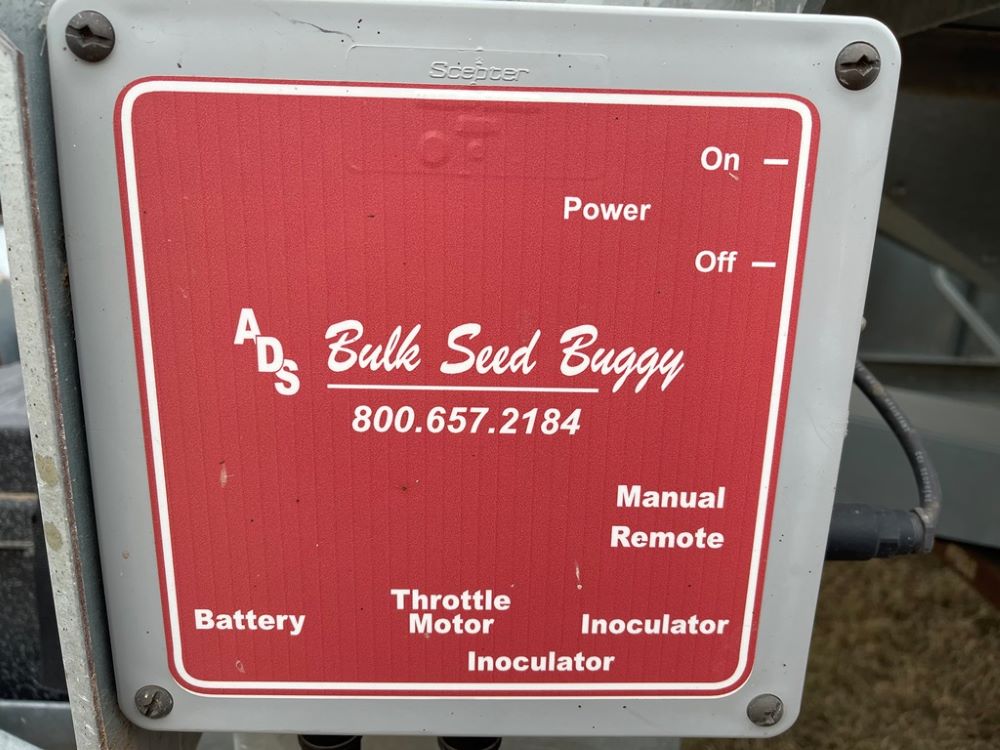 Scepter
On
Power
Off
ADS Bulk Seed Buggy
800.657.2184
Manual
Remote
Battery
Throttle
Motor
Inoculator
Inoculator